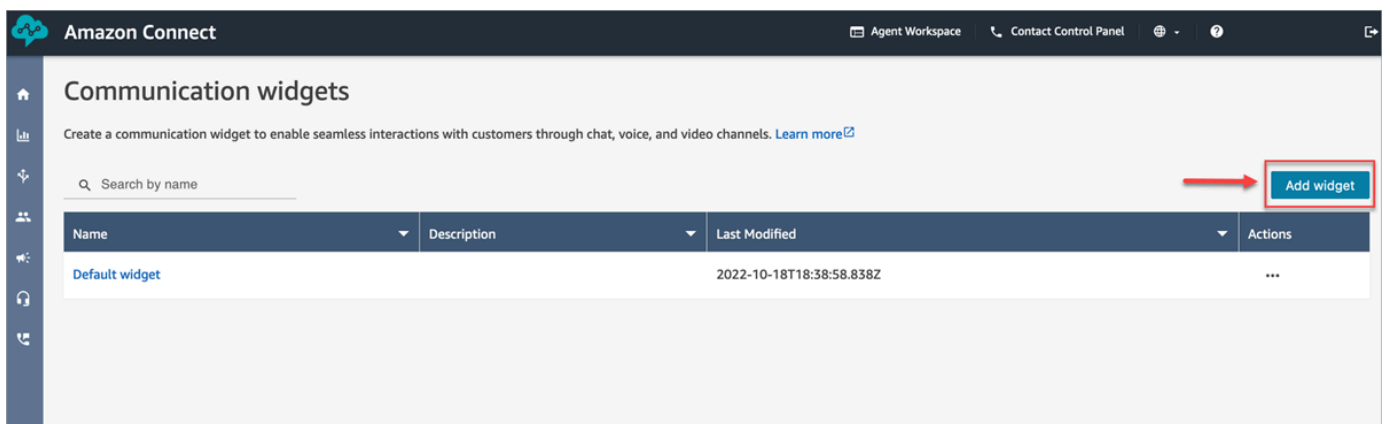 Amazon Connect
Agent Workspace
Contact Control Panel
Communication widgets
Create a communication widget to enable seamless interactions with customers through chat, voice, and video channels. Learn more
Search by name
Add widget
Name
Description
Last Modified
Actions
Default widget
2022-10-18T18:38:58.838Z